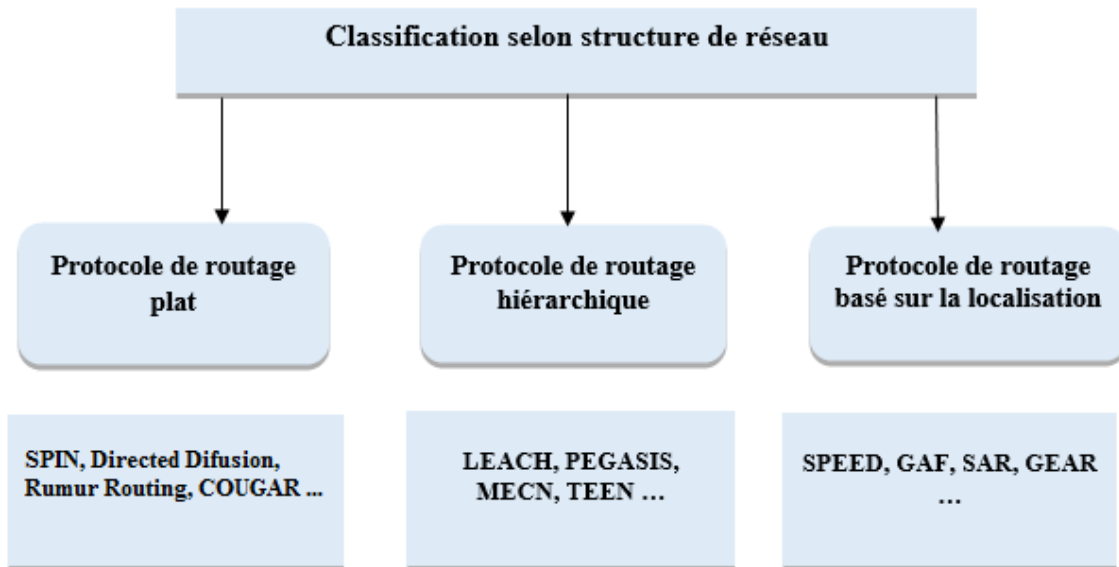 Classification selon structure de réseau
Protocole de routage
plat
Protocole de routage
hiérarchique
Protocole de routage
basé sur la localisation
SPIN, Directed Difusion,
Rumur Routing, COUGAR ...
LEACH, PEGASIS,
MECN, TEEN …
SPEED, GAF, SAR, GEAR
…